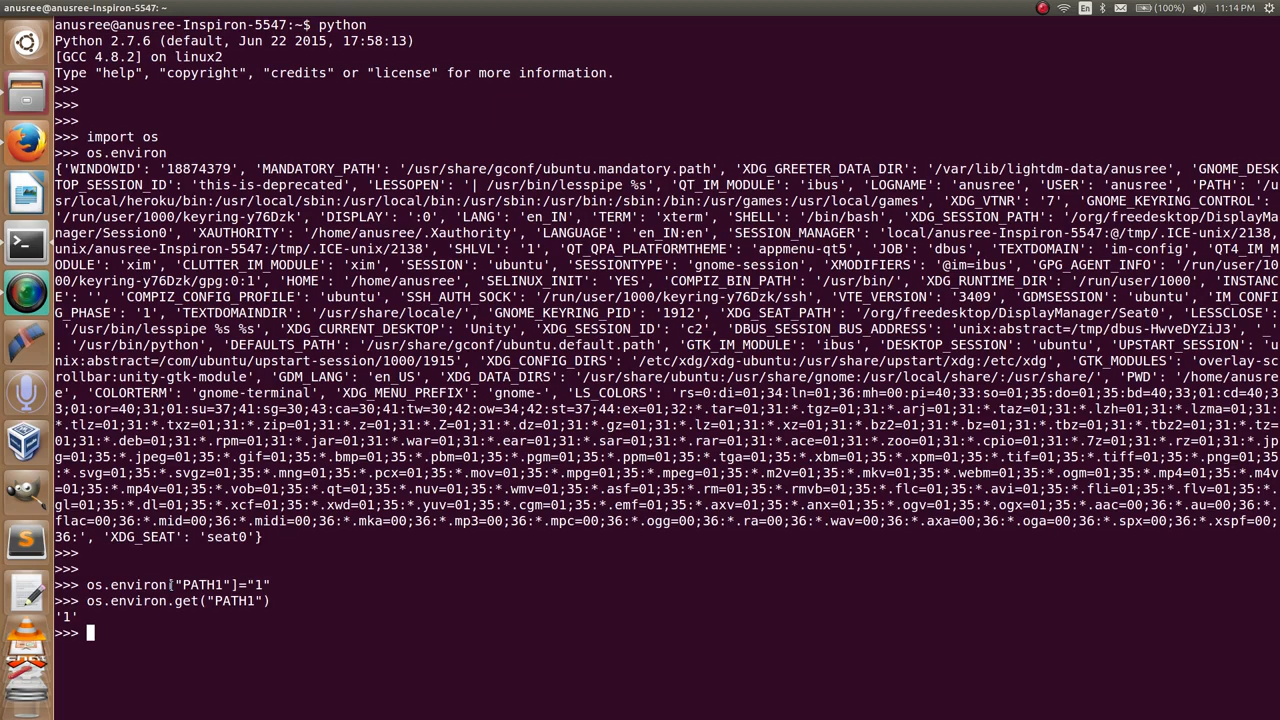 anusree@anusree-Inspiron-5547: ~
En
(100%)
11:14 PM
anusree@anusree-Inspiron-5547:~$ python
Python 2.7.6 (default, Jun 22 2015, 17:58:13)
[GCC 4.8.2] on linux2
Type "help", "copyright", "credits" or "license" for more information.
>>>
>>>
>>>
>>> import os
>>> os.environ
{'WINDOWID': '18874379', 'MANDATORY_PATH': '/usr/share/gconf/ubuntu.mandatory.path', 'XDG_GREETER_DATA_DIR': '/var/lib/lightdm-data/anusree', 'GNOME_DESK
TOP_SESSION_ID': 'this-is-deprecated', 'LESSOPEN': '| /usr/bin/lesspipe %s', 'QT_IM_MODULE': 'ibus', 'LOGNAME': 'anusree', 'USER': 'anusree', 'PATH': '/u
sr/local/heroku/bin:/usr/local/sbin:/usr/local/bin:/usr/sbin:/usr/bin:/sbin:/bin:/usr/games:/usr/local/games', 'XDG_VTNR': '7', 'GNOME_KEYRING_CONTROL':
'/run/user/1000/keyring-y76Dzk', 'DISPLAY': ':0', 'LANG': 'en_IN', 'TERM': 'xterm', 'SHELL': '/bin/bash', 'XDG_SESSION_PATH': '/org/freedesktop/DisplayMa
nager/Session0', 'XAUTHORITY': '/home/anusree/.Xauthority', 'LANGUAGE': 'en_IN:en', 'SESSION_MANAGER': 'local/anusree-Inspiron-5547:@/tmp/.ICE-unix/2138,
unix/anusree-Inspiron-5547:/tmp/.ICE-unix/2138', 'SHLVL': '1', 'QT_QPA_PLATFORMTHEME': 'appmenu-qt5', 'JOB': 'dbus', 'TEXTDOMAIN': 'im-config', 'QT4_IM_M
ODULE': 'xim', 'CLUTTER_IM_MODULE': 'xim', 'SESSION': 'ubuntu', 'SESSIONTYPE': 'gnome-session', 'XMODIFIERS': '@im=ibus', 'GPG_AGENT_INFO': '/run/user/10
00/keyring-y76Dzk/gpg:0:1', 'HOME': '/home/anusree', 'SELINUX_INIT': 'YES', 'COMPIZ_BIN_PATH': '/usr/bin/', 'XDG_RUNTIME_DIR': '/run/user/1000', 'INSTANC
E': '', 'COMPIZ_CONFIG_PROFILE': 'ubuntu', 'SSH_AUTH_SOCK': '/run/user/1000/keyring-y76Dzk/ssh', 'VTE_VERSION': '3409', 'GDMSESSION': 'ubuntu', 'IM_CONFI
G_PHASE': '1', 'TEXTDOMAINDIR': '/usr/share/locale/', 'GNOME_KEYRING_PID': '1912', 'XDG_SEAT_PATH': '/org/freedesktop/DisplayManager/Seat0', 'LESSCLOSE':
'/usr/bin/lesspipe %s %s', 'XDG_CURRENT_DESKTOP': 'Unity', 'XDG_SESSION_ID': 'c2', 'DBUS_SESSION_BUS_ADDRESS': 'unix:abstract=/tmp/dbus-HwveDYZiJ3', '_'
: '/usr/bin/python', 'DEFAULTS_PATH': '/usr/share/gconf/ubuntu.default.path', 'GTK_IM_MODULE': 'ibus', 'DESKTOP_SESSION': 'ubuntu', 'UPSTART_SESSION': 'u
nix:abstract=/com/ubuntu/upstart-session/1000/1915', 'XDG_CONFIG_DIRS': '/etc/xdg/xdg-ubuntu:/usr/share/upstart/xdg:/etc/xdg', 'GTK_MODULES': 'overlay-sc
rollbar:unity-gtk-module', 'GDM_LANG': 'en_US', 'XDG_DATA_DIRS': '/usr/share/ubuntu:/usr/share/gnome:/usr/local/share/:/usr/share/', 'PWD': '/home/anusre
e', 'COLORTERM': 'gnome-terminal', 'XDG_MENU_PREFIX': 'gnome-', 'LS_COLORS': 'rs=0:di=01;34:ln=01;36:mh=00:pi=40;33:so=01;35:do=01;35:bd=40;33;01:cd=40;3
3;01:or=40;31;01:su=37;41:sg=30;43:ca=30;41:tw=30;42:ow=34;42:st=37;44:ex=01;32:*.tar=01;31:*.tgz=01;31:*.arj=01;31:*.taz=01;31:*.lzh=01;31:*.lzma=01;31:
*.tlz=01;31:*.txz=01;31:*.zip=01;31:*.z=01;31:*.Z=01;31:*.dz=01;31:*.gz=01;31:*.lz=01;31:*.xz=01;31:*.bz2=01;31:*.bz=01;31:*.tbz=01;31:*.tbz2=01;31:*.tz=
01;31:*.deb=01;31:*.rpm=01;31:*.jar=01;31:*.war=01;31:*.ear=01;31:*.sar=01;31:*.rar=01;31:*.ace=01;31:*.zoo=01;31:*.cpio=01;31:*.7z=01;31:*.rz=01;31:*.jp
g=01;35:*.jpeg=01;35:*.gif=01;35:*.bmp=01;35:*.pbm=01;35:*.pgm=01;35:*.ppm=01;35:*.tga=01;35:*.xbm=01;35:*.xpm=01;35:*.tif=01;35:*.tiff=01;35:*.png=01;35
:*.svg=01;35:*.svgz=01;35:*.mng=01;35:*.pcx=01;35:*.mov=01;35:*.mpg=01;35:*.mpeg=01;35:*.m2v=01;35:*.mkv=01;35:*.webm=01;35:*.ogm=01;35:*.mp4=01;35:*.m4v
=01;35:*.mp4v=01;35:*.vob=01;35:*.qt=01;35:*.nuv=01;35:*.wmv=01;35:*.asf=01;35:*.rm=01;35:*.rmvb=01;35:*.flc=01;35:*.avi=01;35:*.fli=01;35:*.flv=01;35:*.
gl=01;35:*.dl=01;35:*.xcf=01;35:*.xwd=01;35:*.yuv=01;35:*.cgm=01;35:*.emf=01;35:*.axv=01;35:*.anx=01;35:*.ogv=01;35:*.ogx=01;35:*.aac=00;36:*.au=00;36:*.
flac=00;36:*.mid=00;36:*.midi=00;36:*.mka=00;36:*.mp3=00;36:*.mpc=00;36:*.ogg=00;36:*.ra=00;36:*.wav=00;36:*.axa=00;36:*.oga=00;36:*.spx=00;36:*.xspf=00;
36:', 'XDG_SEAT': 'seat0'}
>>>
>>>
>>> os.environ["PATH1"]="1"
>>> os.environ.get("PATH1")
'1'
>>>